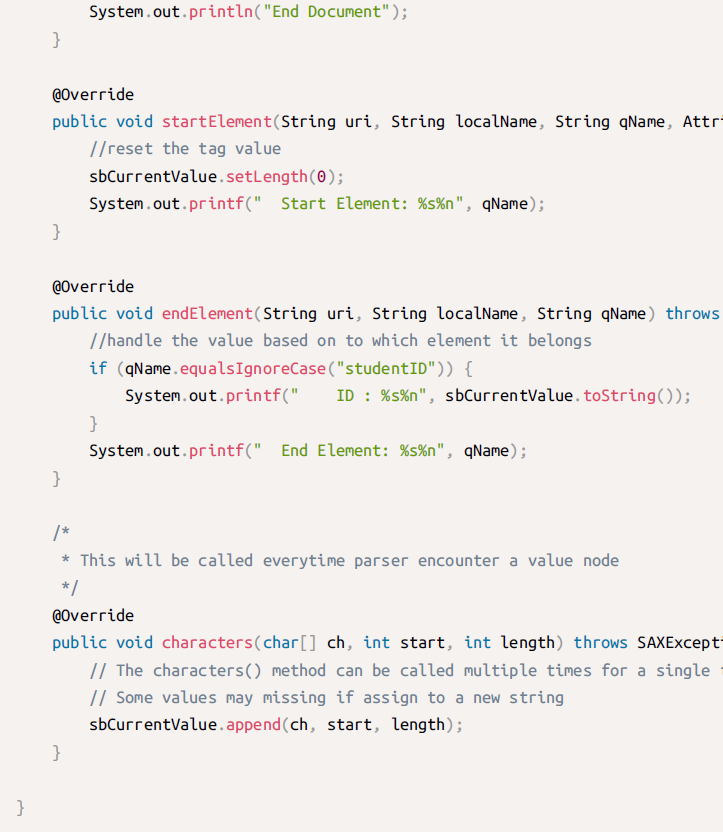 System.out.println("End Document");
    }

    @Override
    public void startElement(String uri, String localName, String qName, Attri
        //reset the tag value
        sbCurrentValue.setLength(0);
        System.out.printf("  Start Element: %s%n", qName);
    }

    @Override
    public void endElement(String uri, String localName, String qName) throws
        //handle the value based on to which element it belongs
        if (qName.equalsIgnoreCase("studentID")) {
            System.out.printf("    ID : %s%n", sbCurrentValue.toString());
        }
        System.out.printf("  End Element: %s%n", qName);
    }

    /*
     * This will be called everytime parser encounter a value node
     */
    @Override
    public void characters(char[] ch, int start, int length) throws SAXExcepti
        // The characters() method can be called multiple times for a single
        // Some values may missing if assign to a new string
        sbCurrentValue.append(ch, start, length);
    }

}